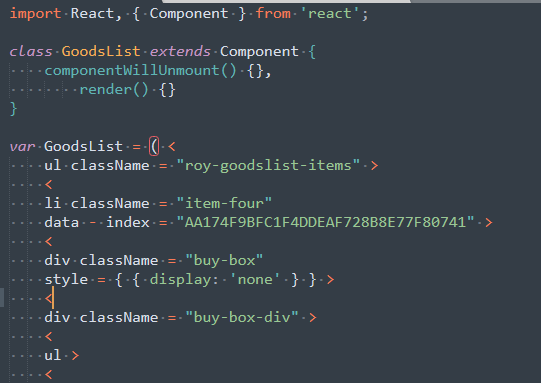 import React, { Component } from 'react';
class GoodsList extends Component {
componentWillUnmount() {},
render() {}
}
var GoodsList = ( <
ul className = "roy-goodslist-items" >
<
li className = "item-four"
data - index = "AA174F9BFC1F4DDEAF728B8E77F80741" >
<
div className = "buy-box"
style = { { display: 'none' } } >
<
div className = "buy-box-div" >
<
ul >
<